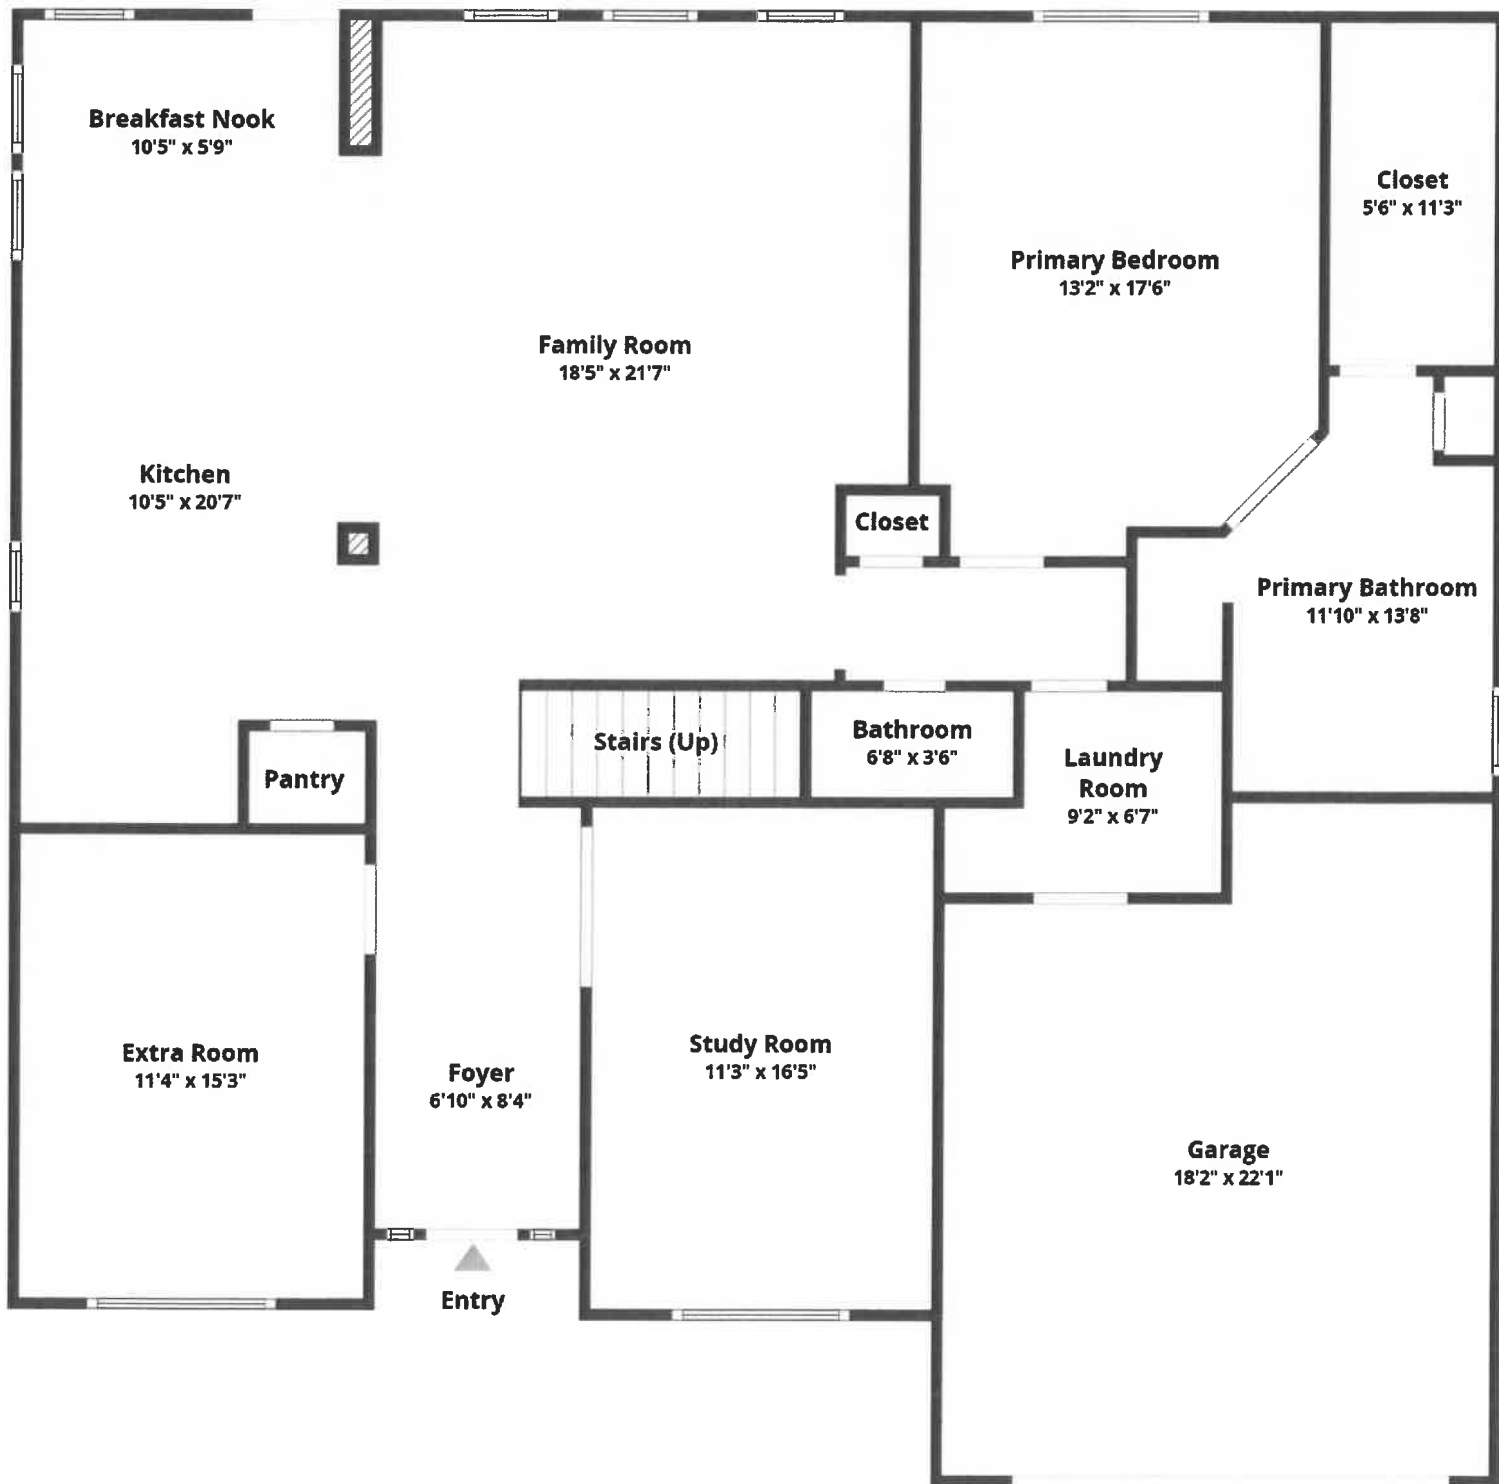 Breakfast Nook
10'5" x 5'9"
Closet
5'6" x 11'3"
Primary Bedroom
13'2" x 17'6"
Family Room
18'5" x 21'7"
Kitchen
10'5" x 20'7"
Closet
Primary Bathroom
11'10" x 13'8"
Stairs (Up)
Bathroom
6'8" x 3'6"
Laundry
Room
9'2" x 6'7"
Pantry
Extra Room
11'4" x 15'3"
Foyer
6'10" x 8'4"
Study Room
11'3" x 16'5"
Garage
18'2" x 22'1"
Entry